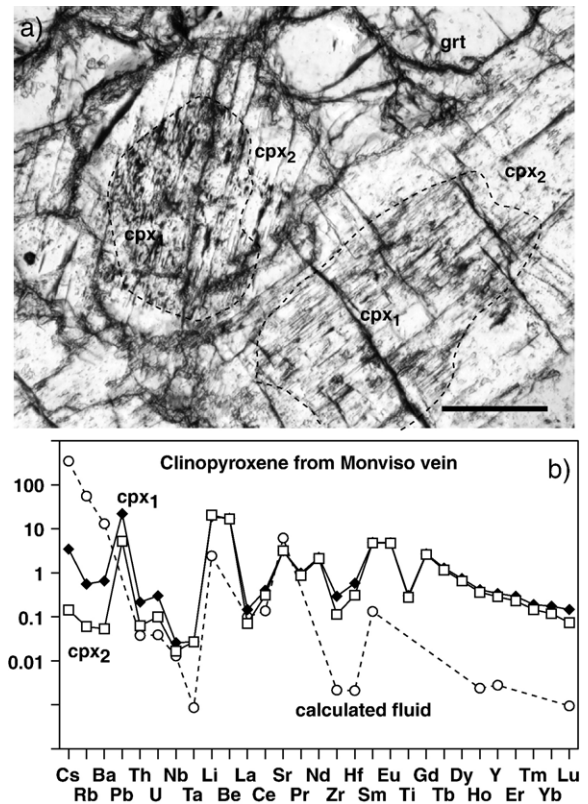 a)
grt
cpx2
cpx2
cpx1
cpx1
Clinopyroxene from Monviso vein b)
100
cpx1
10
1
0.1
cpx2
0.01
calculated fluid
Cs Ba Th Nb Li La Sr Nd Hf Eu Gd Dy Y Tm Lu
Rb Pb U Ta Be Ce Pr Zr Sm Ti Tb Ho Er Yb